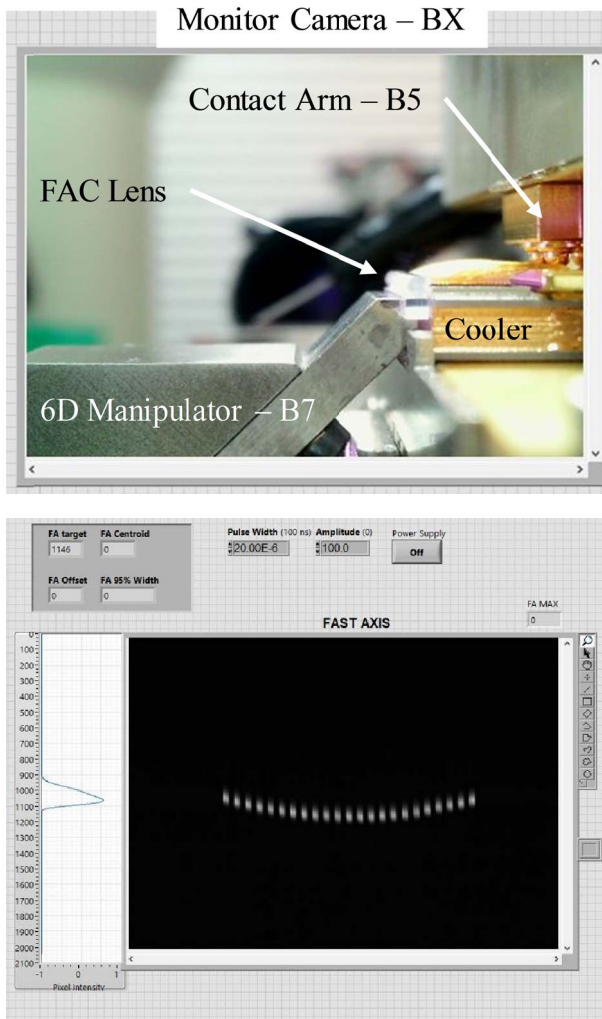 Monitor Camera – BX
Contact Arm – B5
FAC Lens
Cooler
6D Manipulator – B7
FA target FA Centroid
1146 0
FA Offset FA 95% Width
0 0
Pulse Width (100 ns) Amplitude (0) Power Supply
20.00E-6 100.0 Off
FA MAX
0
FAST AXIS
0
100
200
300
400
500
600
700
800
900
1000
1100
1200
1300
1400
1500
1600
1700
1800
1900
2000
2100
-1 0 1
Pixel Intensity